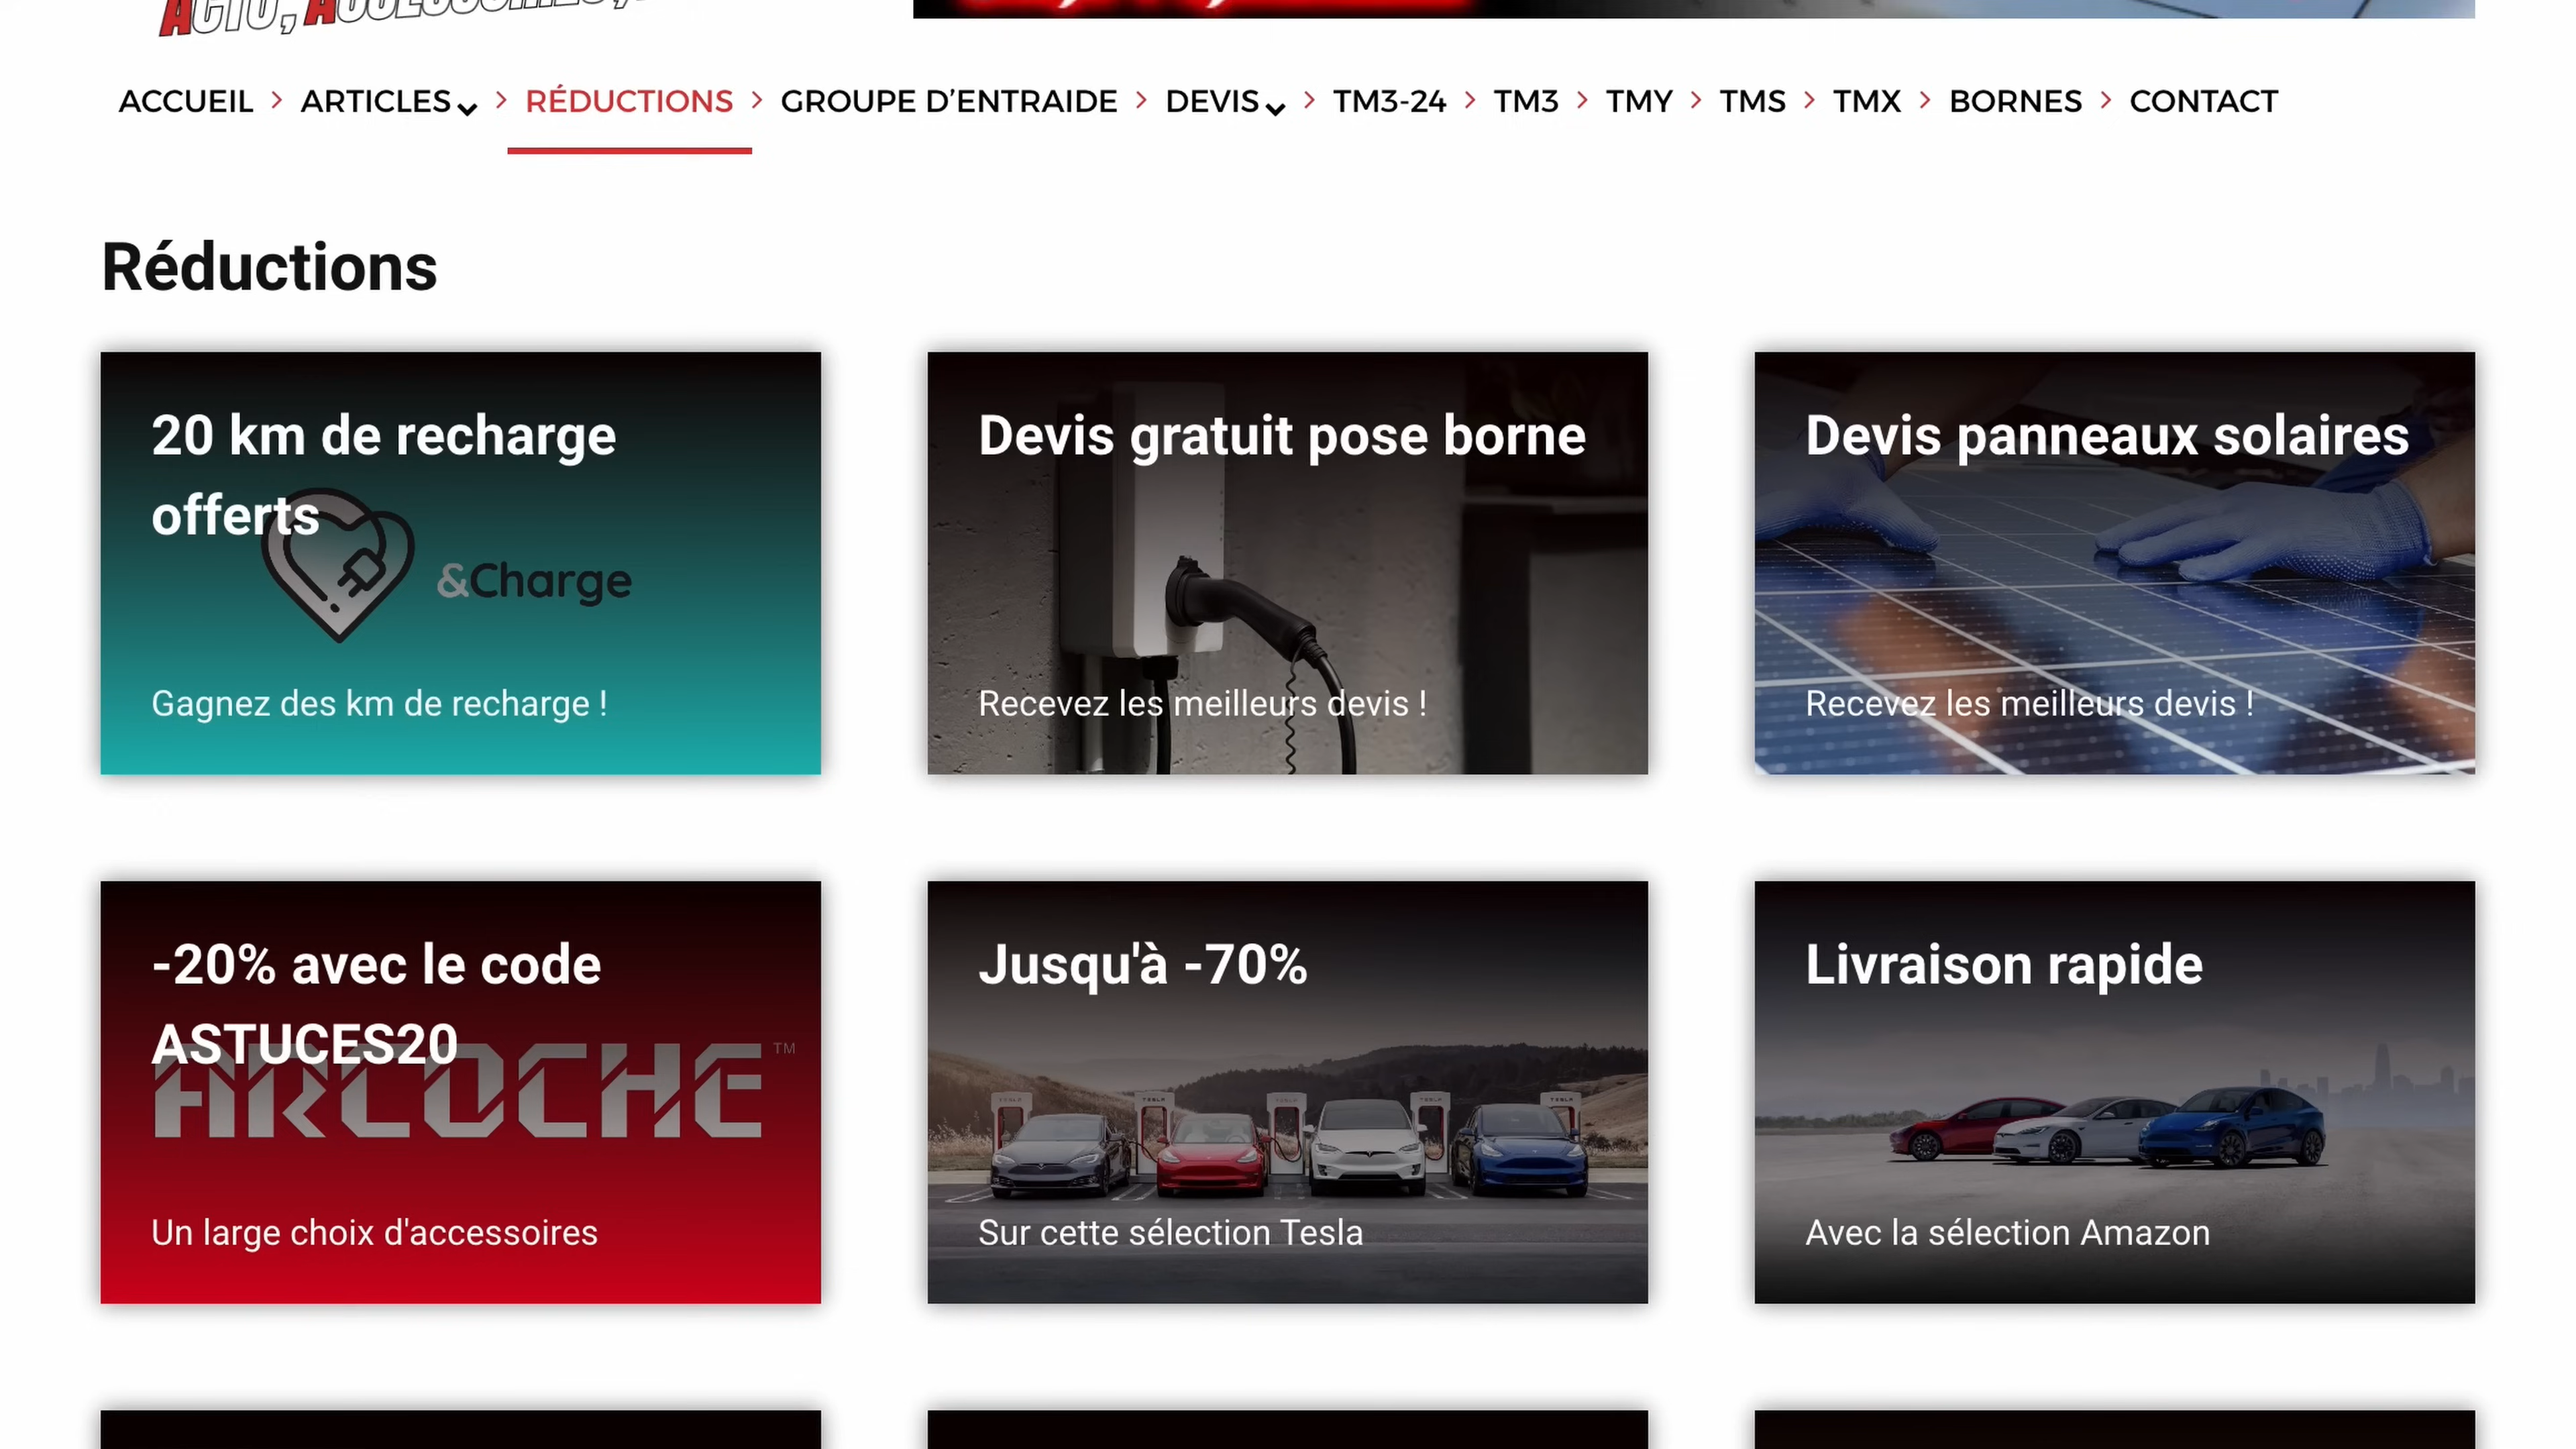 ACCUEIL > ARTICLES > RÉDUCTIONS > GROUPE D'ENTRAIDE > DEVIS > TM3-24 > TM3 > TMY > TMS > TMX > BORNES > CONTACT
Réductions
20 km de recharge
offerts
&Charge
Gagnez des km de recharge !
Devis gratuit pose borne
Recevez les meilleurs devis !
Devis panneaux solaires
Recevez les meilleurs devis !
-20% avec le code
ASTUCES20
ARCOCHE™
Un large choix d'accessoires
Jusqu'à -70%
Sur cette sélection Tesla
Livraison rapide
Avec la sélection Amazon